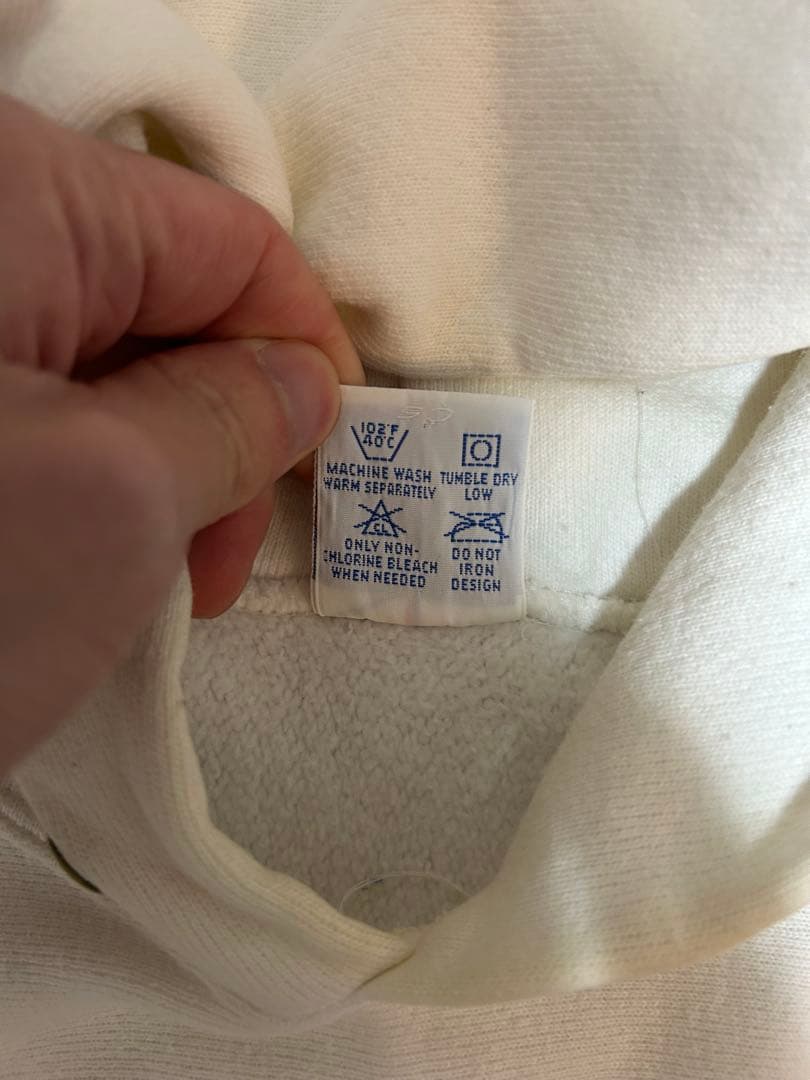 102°F
40°C
MACHINE WASH
WARM SEPARATELY
TUMBLE DRY
LOW
CL
ONLY NON-
CHLORINE BLEACH
WHEN NEEDED
DO NOT
IRON
DESIGN